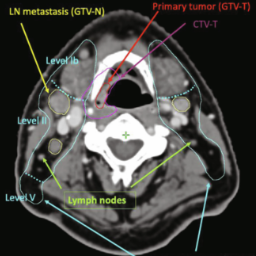 Primary tumor (GTV-T)
LN metastasis (GTV-N)
CTV-T
Level Ib
Level II
Level V
Lymph nodes